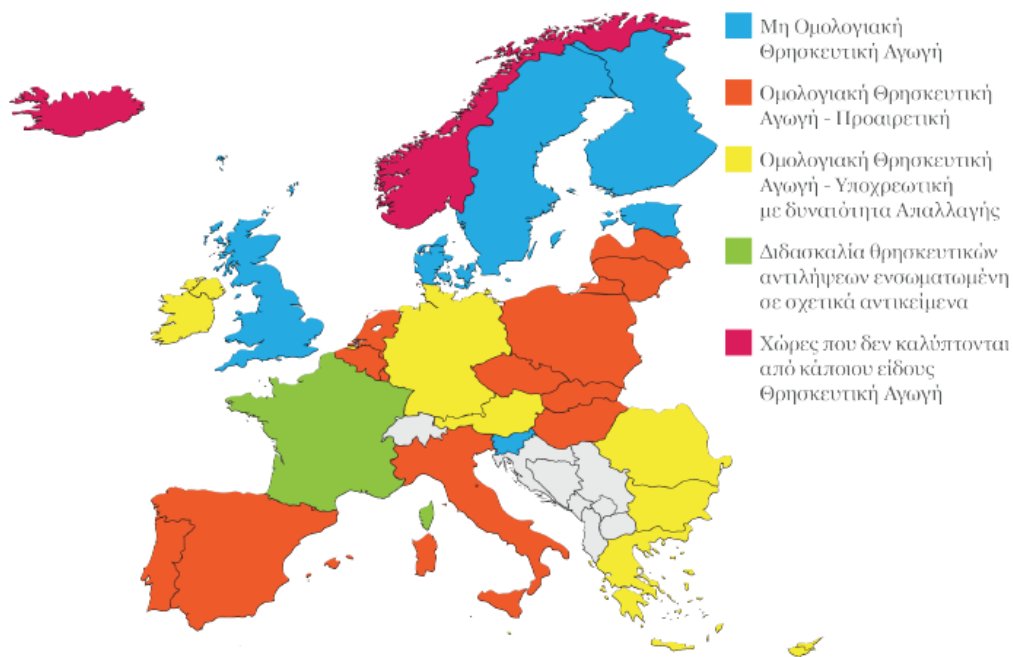 Μη Ομολογιακή
Θρησκευτική Αγωγή
Ομολογιακή Θρησκευτική
Αγωγή - Προαιρετική
Ομολογιακή Θρησκευτική
Αγωγή - Υποχρεωτική
με δυνατότητα Απαλλαγής
Διδασκαλία θρησκευτικών
αντιλήψεων ενσωματωμένη
σε σχετικά αντικείμενα
Χώρες που δεν καλύπτονται
από κάποιου είδους
Θρησκευτική Αγωγή